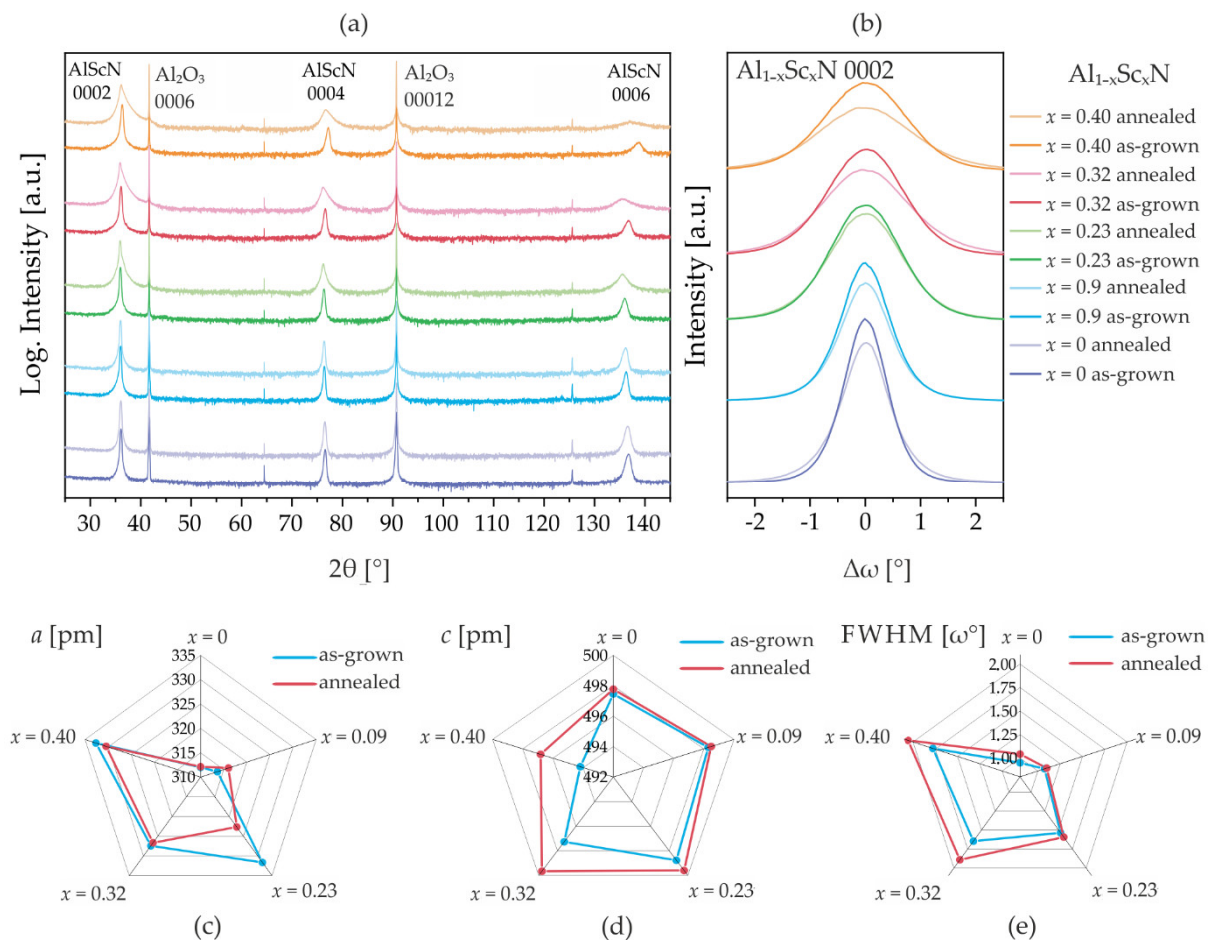 (a)
(b)
AlScN
0002
Al₂O₃
0006
AlScN
0004
Al₂O₃
00012
AlScN
0006
Log. Intensity [a.u.]
30 40 50 60 70 80 90 100 110 120 130 140
2θ [°]
Al₁₋ₓScₓN 0002
Intensity [a.u.]
-2 -1 0 1 2
Δω [°]
Al₁₋ₓScₓN
x = 0.40 annealed
x = 0.40 as-grown
x = 0.32 annealed
x = 0.32 as-grown
x = 0.23 annealed
x = 0.23 as-grown
x = 0.9 annealed
x = 0.9 as-grown
x = 0 annealed
x = 0 as-grown
a [pm]
x = 0
335
330
325
320
315
310
as-grown
annealed
x = 0.40
x = 0.09
x = 0.32
x = 0.23
(c)
c [pm]
x = 0
500
498
496
494
492
as-grown
annealed
x = 0.40
x = 0.09
x = 0.32
x = 0.23
(d)
FWHM [ω°]
x = 0
2.00
1.75
1.50
1.25
1.00
as-grown
annealed
x = 0.40
x = 0.09
x = 0.32
x = 0.23
(e)